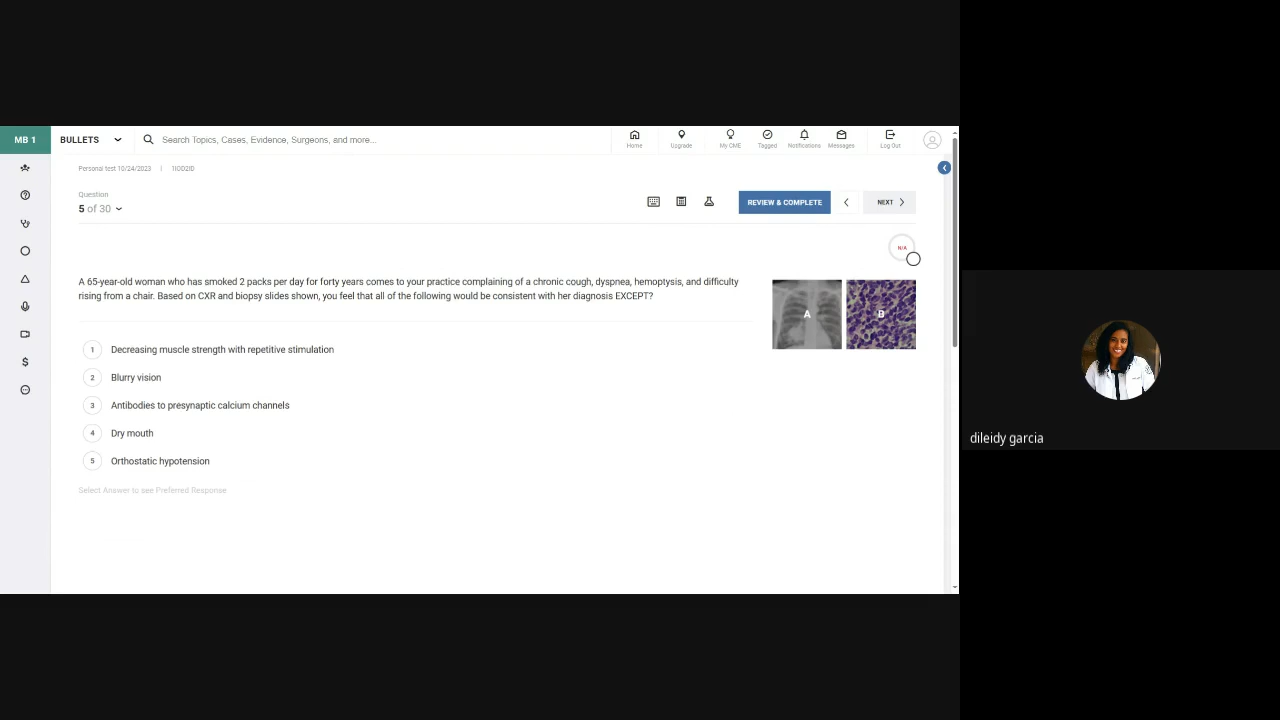 MB 1
BULLETS
Search Topics, Cases, Evidence, Surgeons, and more...
Home
Upgrade
My CME
Tagged
Notifications
Messages
Log Out
Personal test 10/24/2023 |
Question
5 of 30
REVIEW & COMPLETE
NEXT
N/A
A 65-year-old woman who has smoked 2 packs per day for forty years comes to your practice complaining of a chronic cough, dyspnea, hemoptysis, and difficulty
rising from a chair. Based on CXR and biopsy slides shown, you feel that all of the following would be consistent with her diagnosis EXCEPT?
A
B
1 Decreasing muscle strength with repetitive stimulation
2 Blurry vision
3 Antibodies to presynaptic calcium channels
4 Dry mouth
5 Orthostatic hypotension
Select Answer to see Preferred Response
dileidy garcia